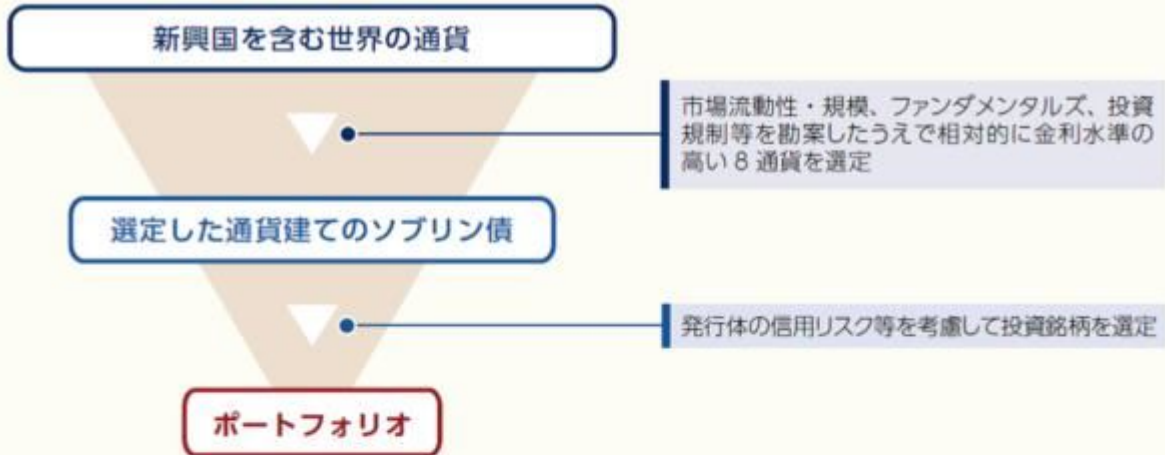 新興国を含む世界の通貨
市場流動性・規模、ファンダメンタルズ、投資
規制等を勘案したうえで相対的に金利水準の
高い 8 通貨を選定
選定した通貨建てのソブリン債
発行体の信用リスク等を考慮して投資銘柄を選定
ポートフォリオ